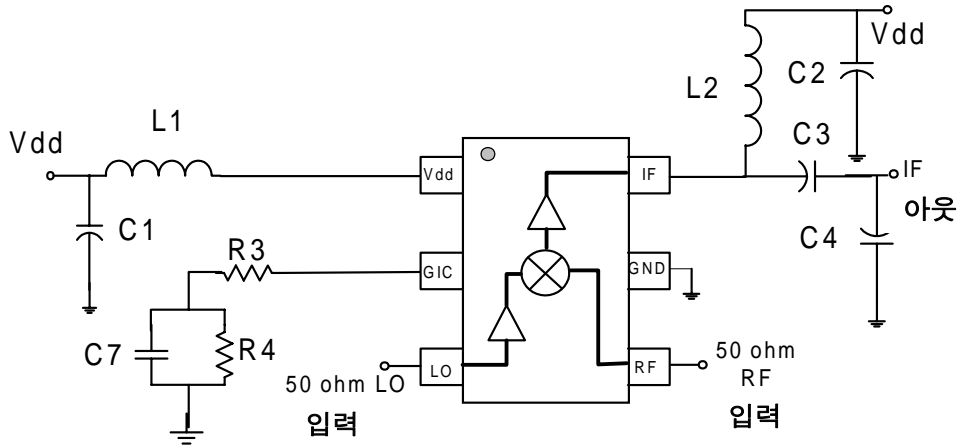 Vdd
L2
C2
L1
C3
Vdd
Vdd
IF
IF
아웃
C1
C4
R3
GIC
GND
C7
R4
50 ohm LO
입력
LO
RF
50 ohm
RF
입력